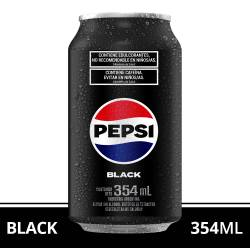 CONTIENE EDULCORANTES,
NO RECOMENDABLE EN NIÑOS/AS.
CONTIENE CAFEÍNA.
EVITAR EN NIÑOS/AS.
PEPSI
BLACK
354 mL
BLACK
354ML